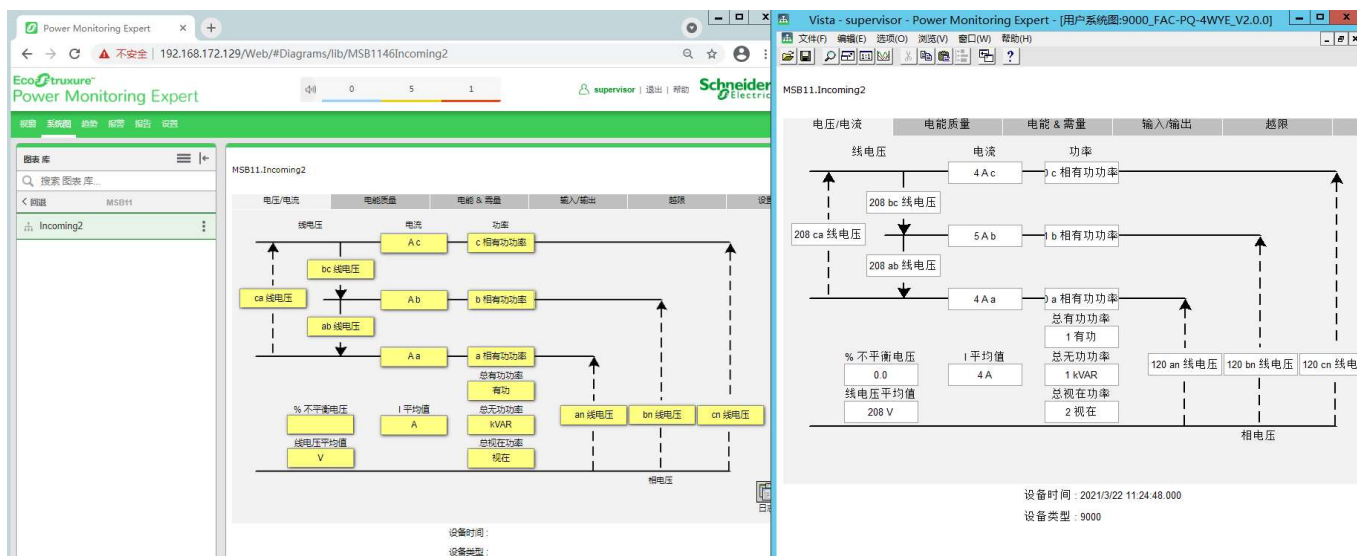 Power Monitoring Expert
不安全 | 192.168.172.129/Web/#Diagrams/lib/MSB1146Incoming2
EcoStruxure
Power Monitoring Expert
0 5 1
supervisor | 退出 | 帮助
Schneider Electric
视图 系统图 趋势 报警 报告 设置
图表库
搜索图表库...
回退 MSB11
Incoming2
MSB11.Incoming2
电压/电流 电能质量 电能 & 需量 输入/输出 越限 设置
线电压 电流 功率
A c c 相有功功率
bc 线电压
ca 线电压 A b b 相有功功率
ab 线电压
A a a 相有功功率
总有功功率
有功
% 不平衡电压 I 平均值 总无功功率
A kVAR an 线电压 bn 线电压 cn 线电压
线电压平均值 总视在功率
V 视在
相电压
设备时间 :
设备类型 :
Vista - supervisor - Power Monitoring Expert - [用户系统图:9000_FAC-PQ-4WYE_V2.0.0]
文件(F) 编辑(E) 选项(O) 浏览(V) 窗口(W) 帮助(H)
MSB11.Incoming2
电压/电流 电能质量 电能 & 需量 输入/输出 越限
线电压 电流 功率
4 A c c 相有功功率
208 bc 线电压
208 ca 线电压 5 A b b 相有功功率
208 ab 线电压
4 A a a 相有功功率
总有功功率
1 有功
% 不平衡电压 I 平均值 总无功功率
0.0 4 A 1 kVAR 120 an 线电压 120 bn 线电压 120 cn 线电
线电压平均值 总视在功率
208 V 2 视在
相电压
设备时间 : 2021/3/22 11:24:48.000
设备类型 : 9000